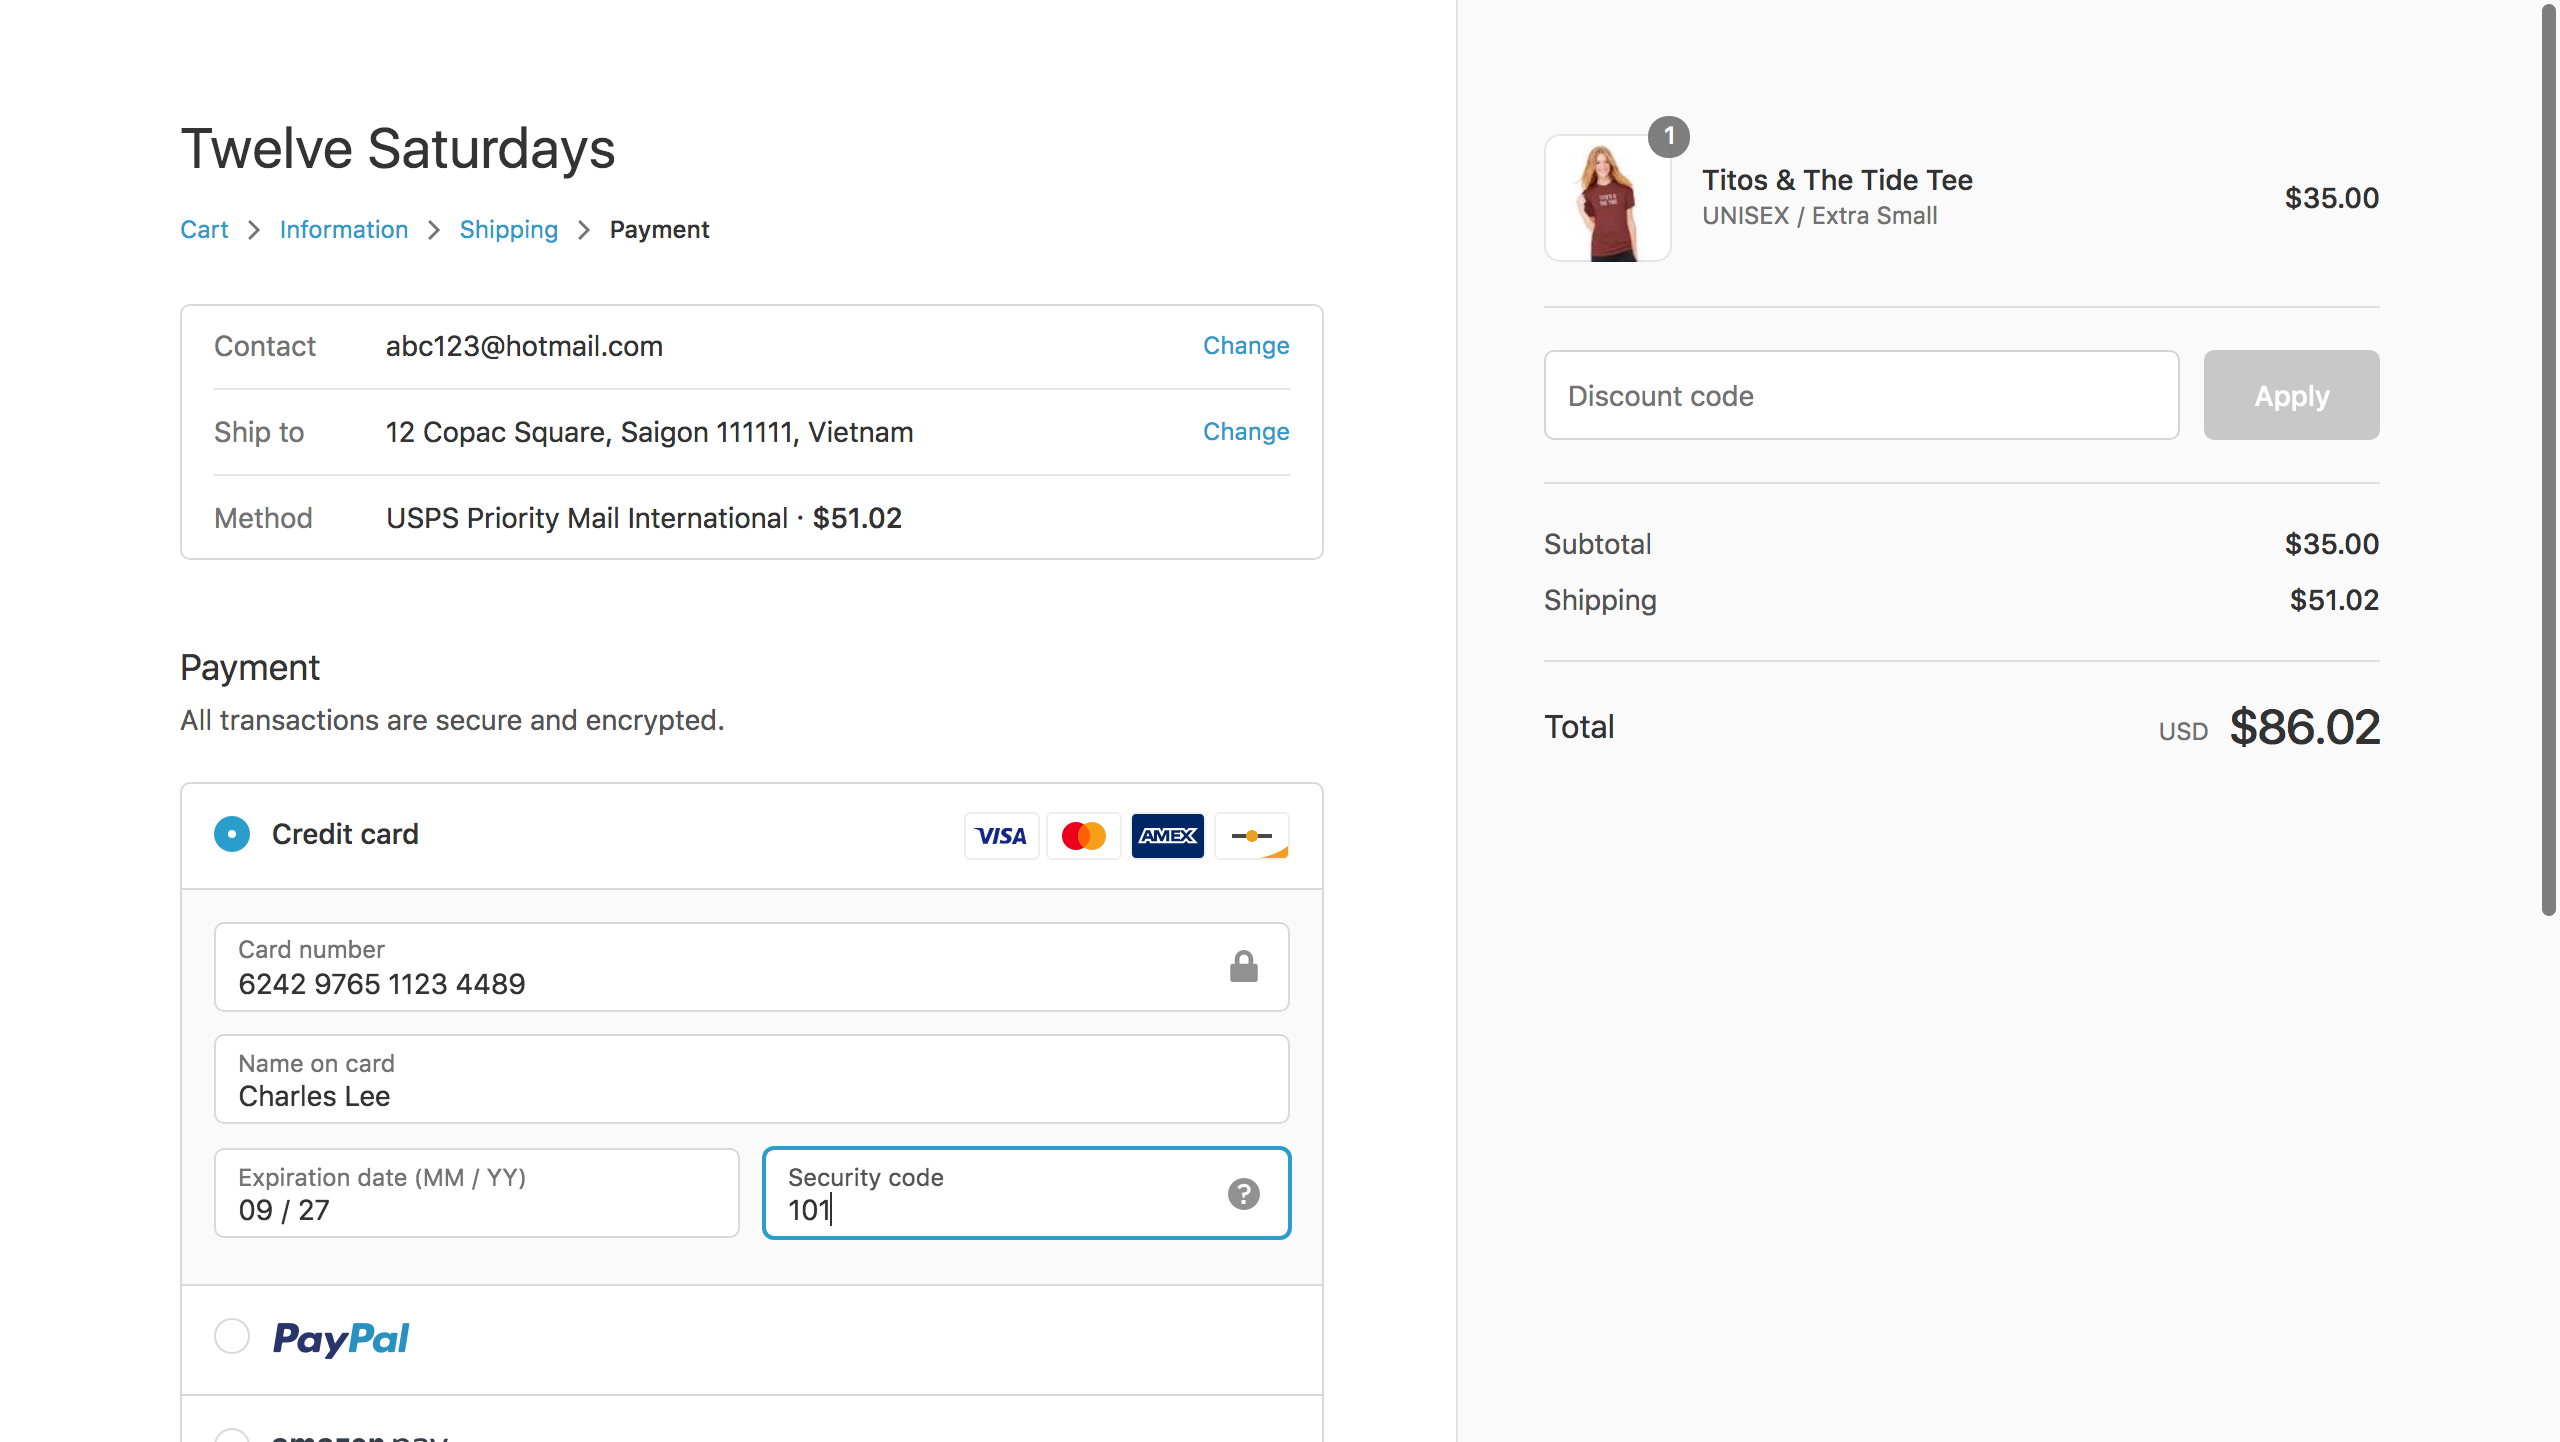 Twelve Saturdays
Cart > Information > Shipping > Payment
Contact abc123@hotmail.com Change
Ship to 12 Copac Square, Saigon 111111, Vietnam Change
Method USPS Priority Mail International · $51.02
Payment
All transactions are secure and encrypted.
Credit card VISA AMEX
Card number
6242 9765 1123 4489
Name on card
Charles Lee
Expiration date (MM / YY)
09 / 27
Security code
101
PayPal
amazon pay
1
Titos & The Tide Tee
UNISEX / Extra Small
$35.00
Discount code Apply
Subtotal $35.00
Shipping $51.02
Total USD $86.02